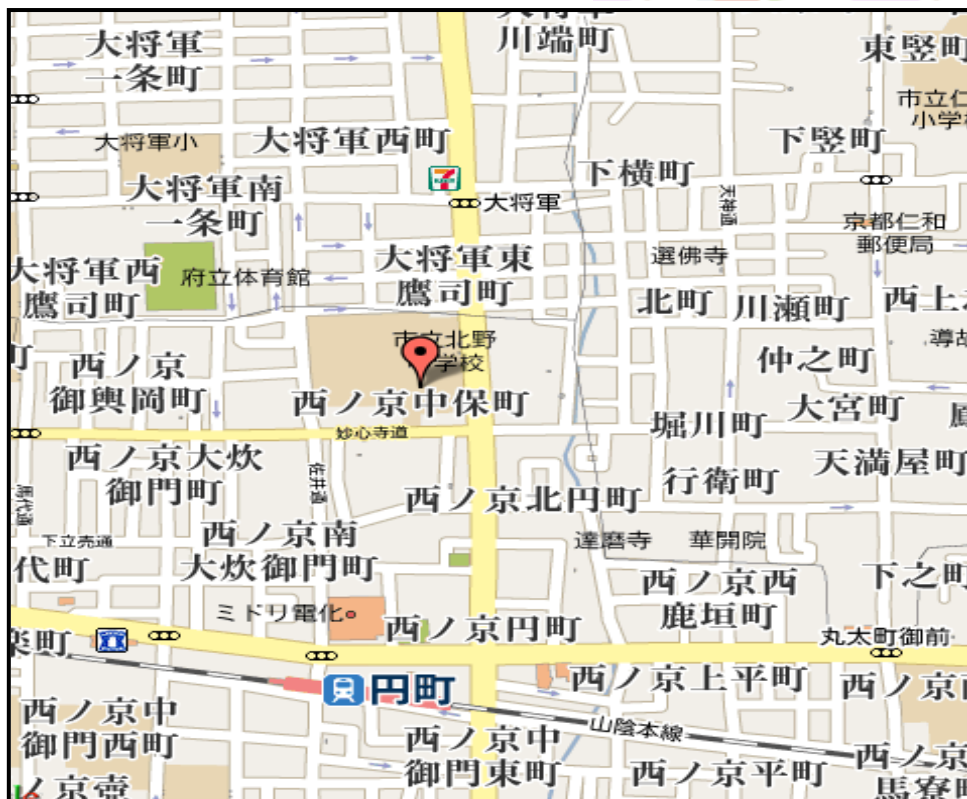 大将軍
川端町
大将軍
一条町
東竪町
市立仁
小学校
大将軍小
大将軍西町
下竪町
下横町
大将軍南
一条町
大将軍
天神通
京都仁和
郵便局
選佛寺
大将軍西
鷹司町
府立体育館
大将軍東
鷹司町
北町
川瀬町
西上
導故
市立北野
学校
町
西ノ京
御輿岡町
仲之町
西ノ京中保町
堀川町
大宮町
鳳
妙心寺道
西ノ京大炊
御門町
佐井通
馬代通
西ノ京北円町
行衛町
天満屋町
下立売通
西ノ京南
大炊御門町
達磨寺
華開院
代町
西ノ京西
鹿垣町
下之町
ミドリ電化
西ノ京円町
楽町
丸太町御前
円町
西ノ京上平町
西ノ京
西ノ京中
御門西町
山陰本線
西ノ京中
御門東町
西ノ京平町
西ノ京
馬寮町
ノ京壺